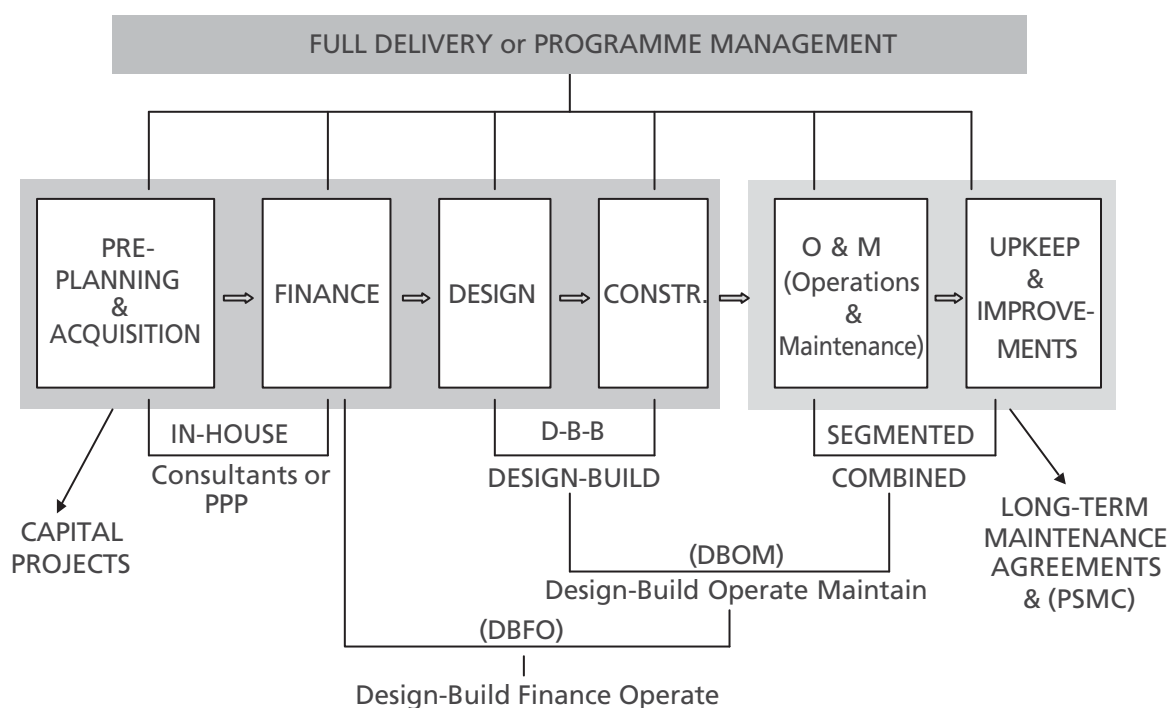 FULL DELIVERY or PROGRAMME MANAGEMENT
PRE-
PLANNING
&
ACQUISITION
FINANCE
DESIGN
CONSTR.
O & M
(Operations
&
Maintenance)
UPKEEP
&
IMPROVE-
MENTS
IN-HOUSE
Consultants or
PPP
D-B-B
DESIGN-BUILD
SEGMENTED
COMBINED
CAPITAL
PROJECTS
LONG-TERM
MAINTENANCE
AGREEMENTS
& (PSMC)
(DBOM)
Design-Build Operate Maintain
(DBFO)
Design-Build Finance Operate